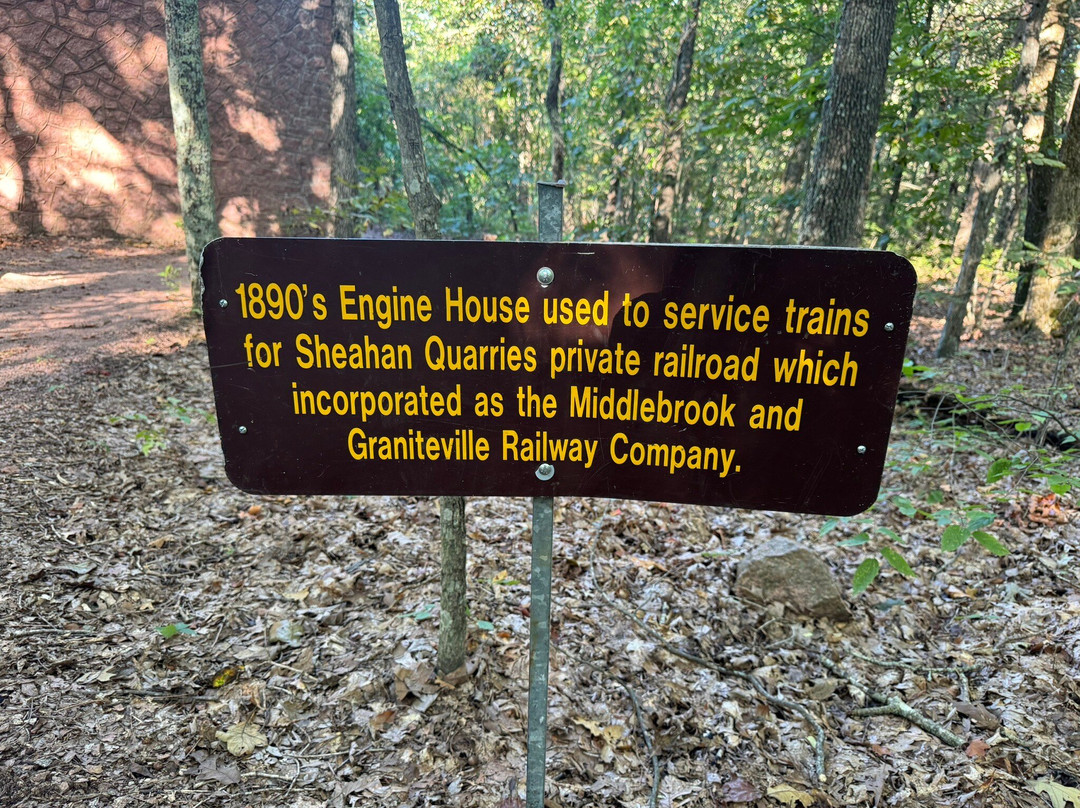 1890's Engine House used to service trains
for Sheahan Quarries private railroad which
incorporated as the Middlebrook and
Graniteville Railway Company.